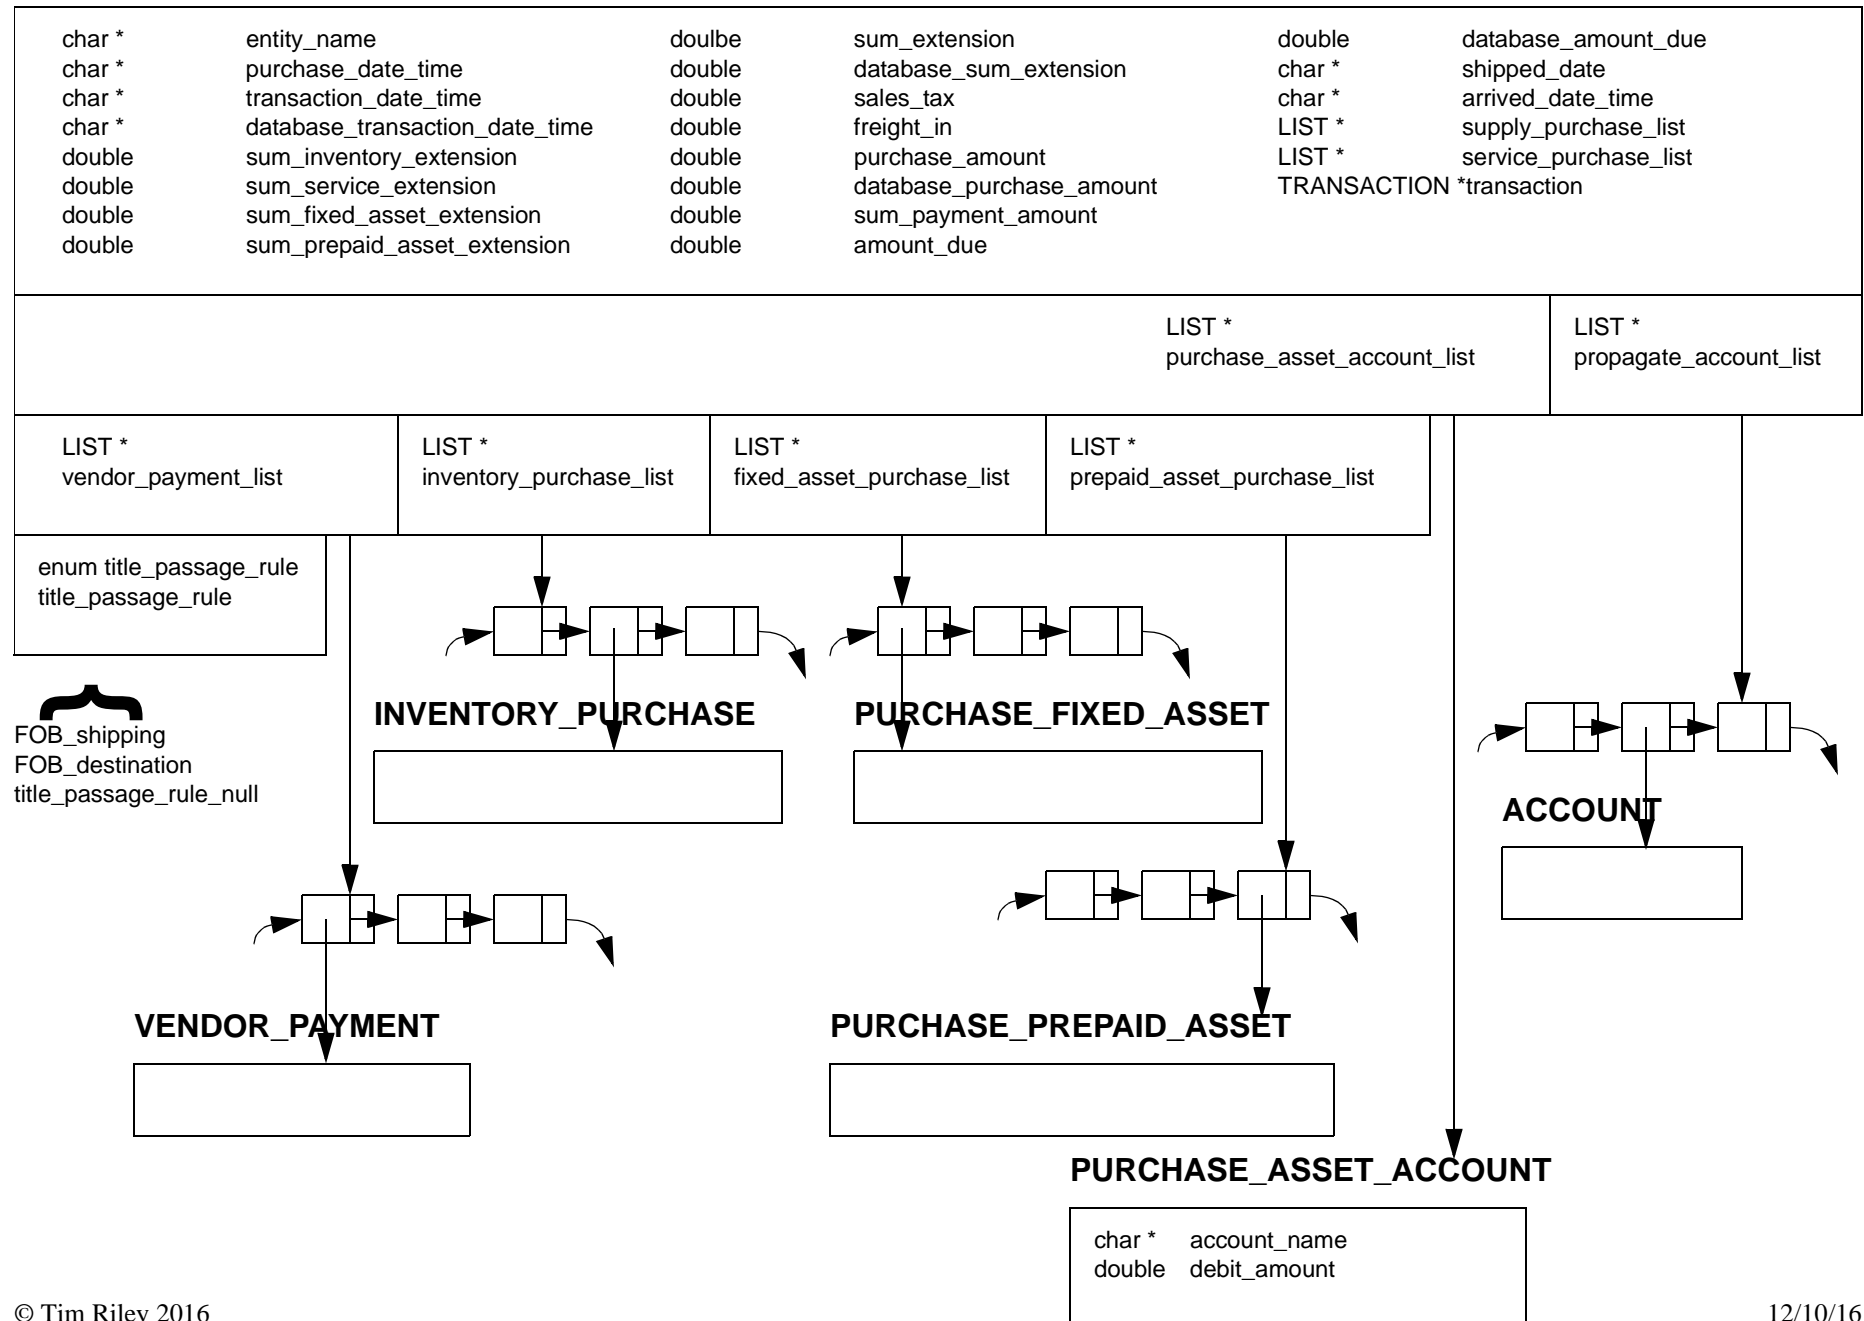 char * entity_name doulbe sum_extension double database_amount_due
char * purchase_date_time double database_sum_extension char * shipped_date
char * transaction_date_time double sales_tax char * arrived_date_time
char * database_transaction_date_time double freight_in LIST * supply_purchase_list
double sum_inventory_extension double purchase_amount LIST * service_purchase_list
double sum_service_extension double database_purchase_amount TRANSACTION *transaction
double sum_fixed_asset_extension double sum_payment_amount
double sum_prepaid_asset_extension double amount_due
LIST * LIST *
purchase_asset_account_list propagate_account_list
LIST * LIST * LIST * LIST *
vendor_payment_list inventory_purchase_list fixed_asset_purchase_list prepaid_asset_purchase_list
enum title_passage_rule
title_passage_rule
{
FOB_shipping
FOB_destination
title_passage_rule_null
INVENTORY_PURCHASE PURCHASE_FIXED_ASSET
ACCOUNT
VENDOR_PAYMENT PURCHASE_PREPAID_ASSET
PURCHASE_ASSET_ACCOUNT
char * account_name
double debit_amount
© Tim Riley 2016 12/10/16